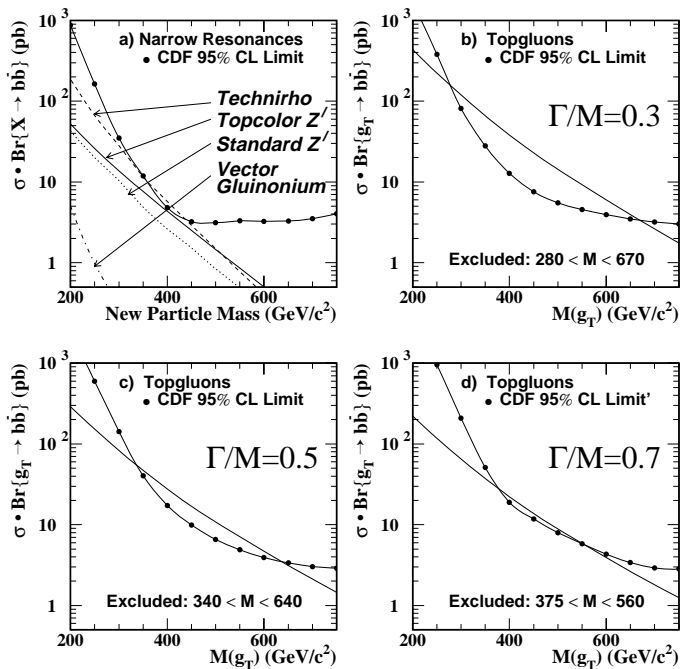 a) Narrow Resonances
• CDF 95% CL Limit
Technirho
Topcolor Z′
Standard Z′
Vector
Gluinonium
σ • Br{X → bb̄} (pb)
10³
10²
10
1
200 400 600
New Particle Mass (GeV/c²)
b) Topgluons
• CDF 95% CL Limit
Γ/M=0.3
Excluded: 280 < M < 670
σ • Br{g_T → bb̄} (pb)
10³
10²
10
1
200 400 600
M(g_T) (GeV/c²)
c) Topgluons
• CDF 95% CL Limit
Γ/M=0.5
Excluded: 340 < M < 640
σ • Br{g_T → bb̄} (pb)
10³
10²
10
1
200 400 600
M(g_T) (GeV/c²)
d) Topgluons
• CDF 95% CL Limit'
Γ/M=0.7
Excluded: 375 < M < 560
σ • Br{g_T → bb̄} (pb)
10³
10²
10
1
200 400 600
M(g_T) (GeV/c²)